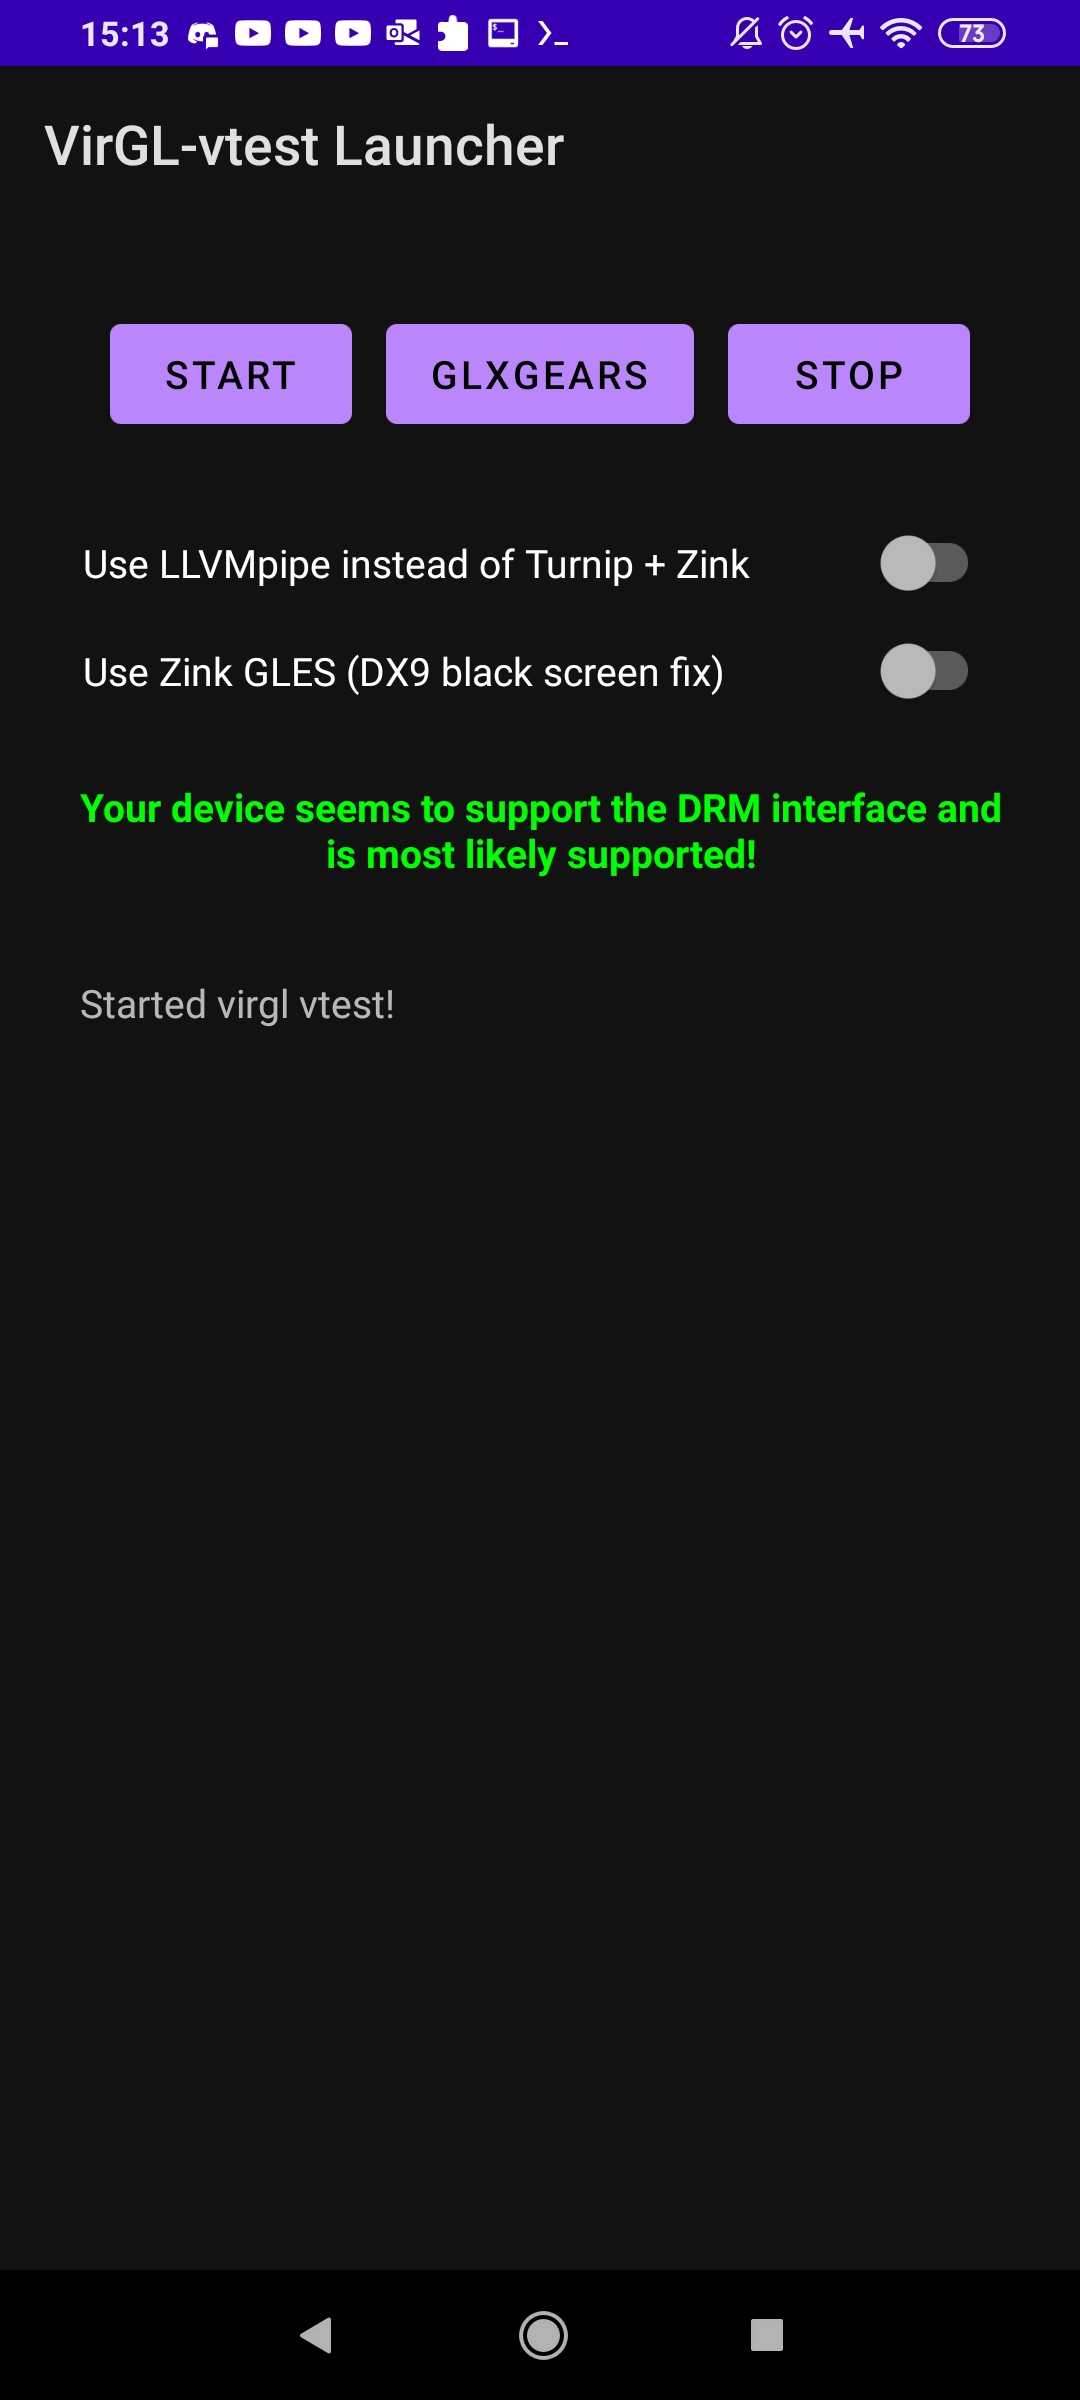 15:13
73
VirGL-vtest Launcher
START GLXGEARS STOP
Use LLVMpipe instead of Turnip + Zink
Use Zink GLES (DX9 black screen fix)
Your device seems to support the DRM interface and
is most likely supported!
Started virgl vtest!